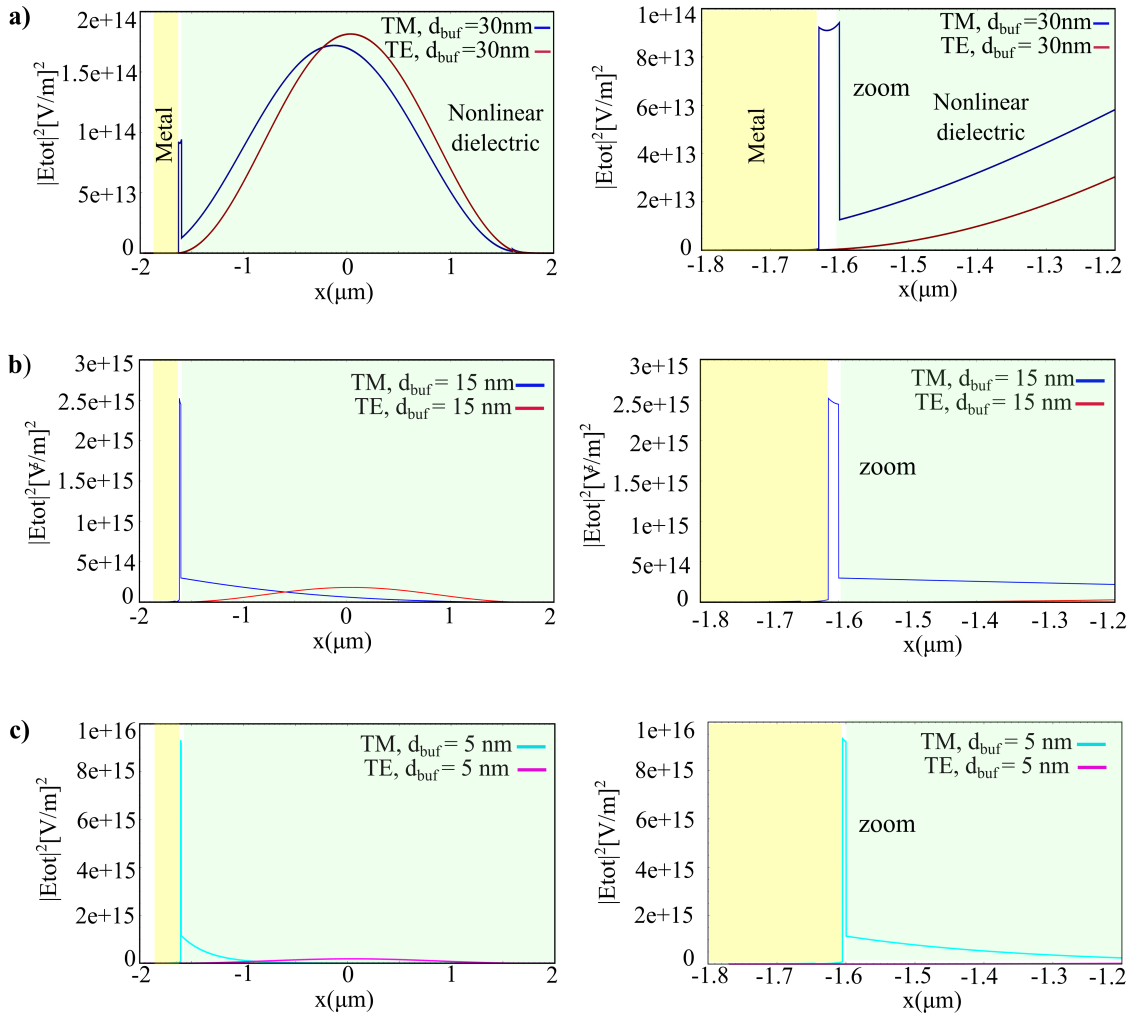 a)
2e+14
1.5e+14
1e+14
5e+13
0
|Etot|²[V/m]²
TM, d_buf=30nm
TE, d_buf=30nm
Metal
Nonlinear
dielectric
-2
-1
0
1
2
x(μm)
1e+14
8e+13
6e+13
4e+13
2e+13
0
|Etot|²[V/m]²
TM, d_buf=30nm
TE, d_buf= 30nm
zoom
Metal
Nonlinear
dielectric
-1.8
-1.7
-1.6
-1.5
-1.4
-1.3
-1.2
x(μm)
b)
3e+15
2.5e+15
2e+15
1.5e+15
1e+15
5e+14
0
|Etot|²[V/m]²
TM, d_buf= 15 nm
TE, d_buf= 15 nm
-2
-1
0
1
2
x(μm)
3e+15
2.5e+15
2e+15
1.5e+15
1e+15
5e+14
0
|Etot|²[V/m]²
TM, d_buf= 15 nm
TE, d_buf= 15 nm
zoom
-1.8
-1.7
-1.6
-1.5
-1.4
-1.3
-1.2
x(μm)
c)
1e+16
8e+15
6e+15
4e+15
2e+15
0
|Etot|²[V/m]²
TM, d_buf= 5 nm
TE, d_buf= 5 nm
-2
-1
0
1
2
x(μm)
1e+16
8e+15
6e+15
4e+15
2e+15
0
|Etot|²[V/m]²
TM, d_buf= 5 nm
TE, d_buf= 5 nm
zoom
-1.8
-1.7
-1.6
-1.5
-1.4
-1.3
-1.2
x(μm)